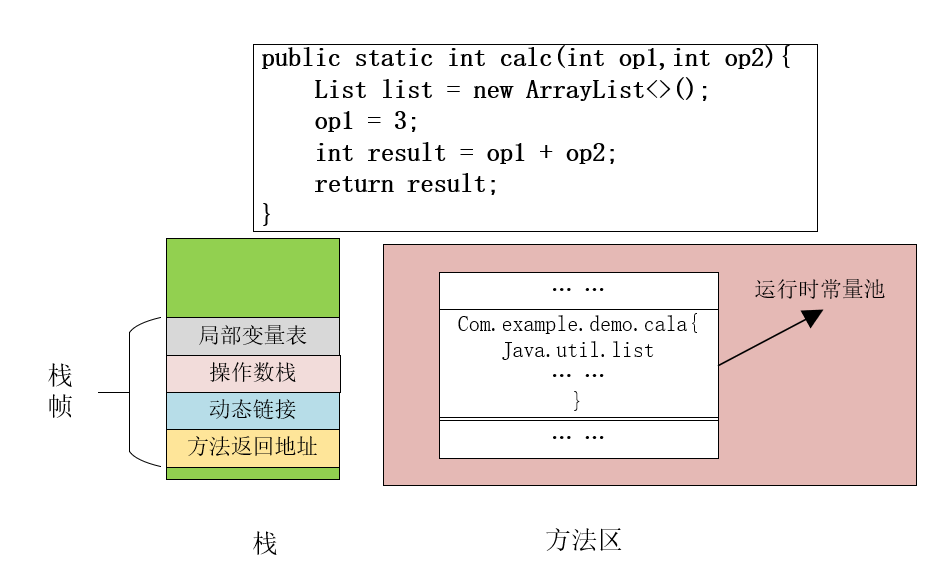 public static int calc(int op1,int op2){
List list = new ArrayList<>();
op1 = 3;
int result = op1 + op2;
return result;
}
栈帧
局部变量表
操作数栈
动态链接
方法返回地址
栈
… …
Com.example.demo.cala{
Java.util.list
… …
}
… …
运行时常量池
方法区